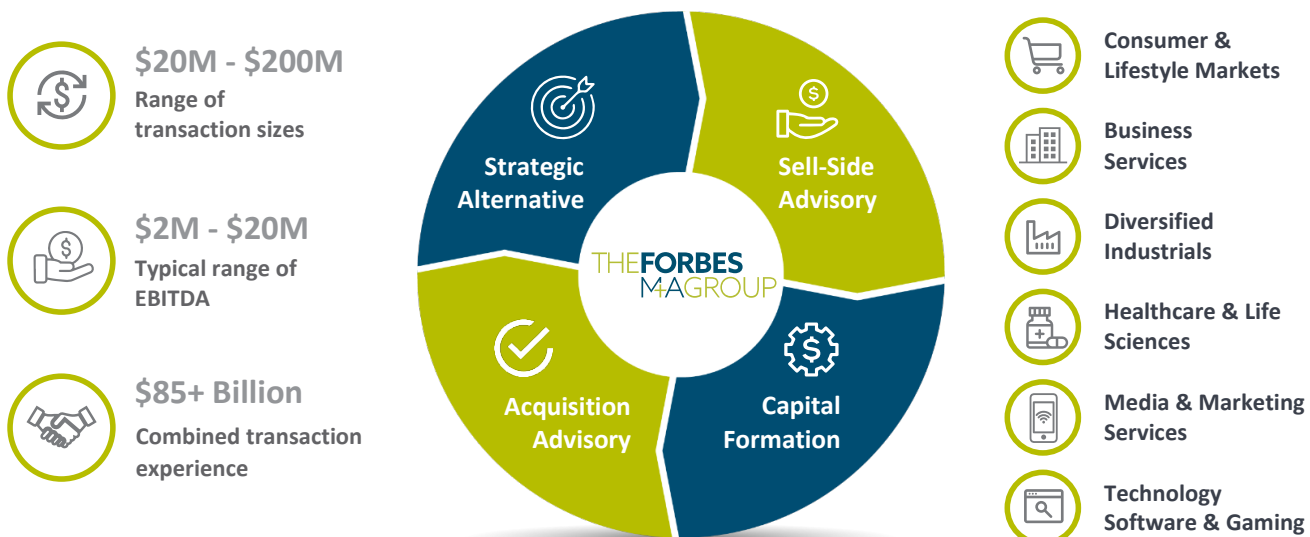 $20M - $200M
Range of
transaction sizes
$2M - $20M
Typical range of
EBITDA
$85+ Billion
Combined transaction
experience
Strategic
Alternative
Sell-Side
Advisory
THEFORBES
M+AGROUP
Acquisition
Advisory
Capital
Formation
Consumer &
Lifestyle Markets
Business
Services
Diversified
Industrials
Healthcare & Life
Sciences
Media & Marketing
Services
Technology
Software & Gaming